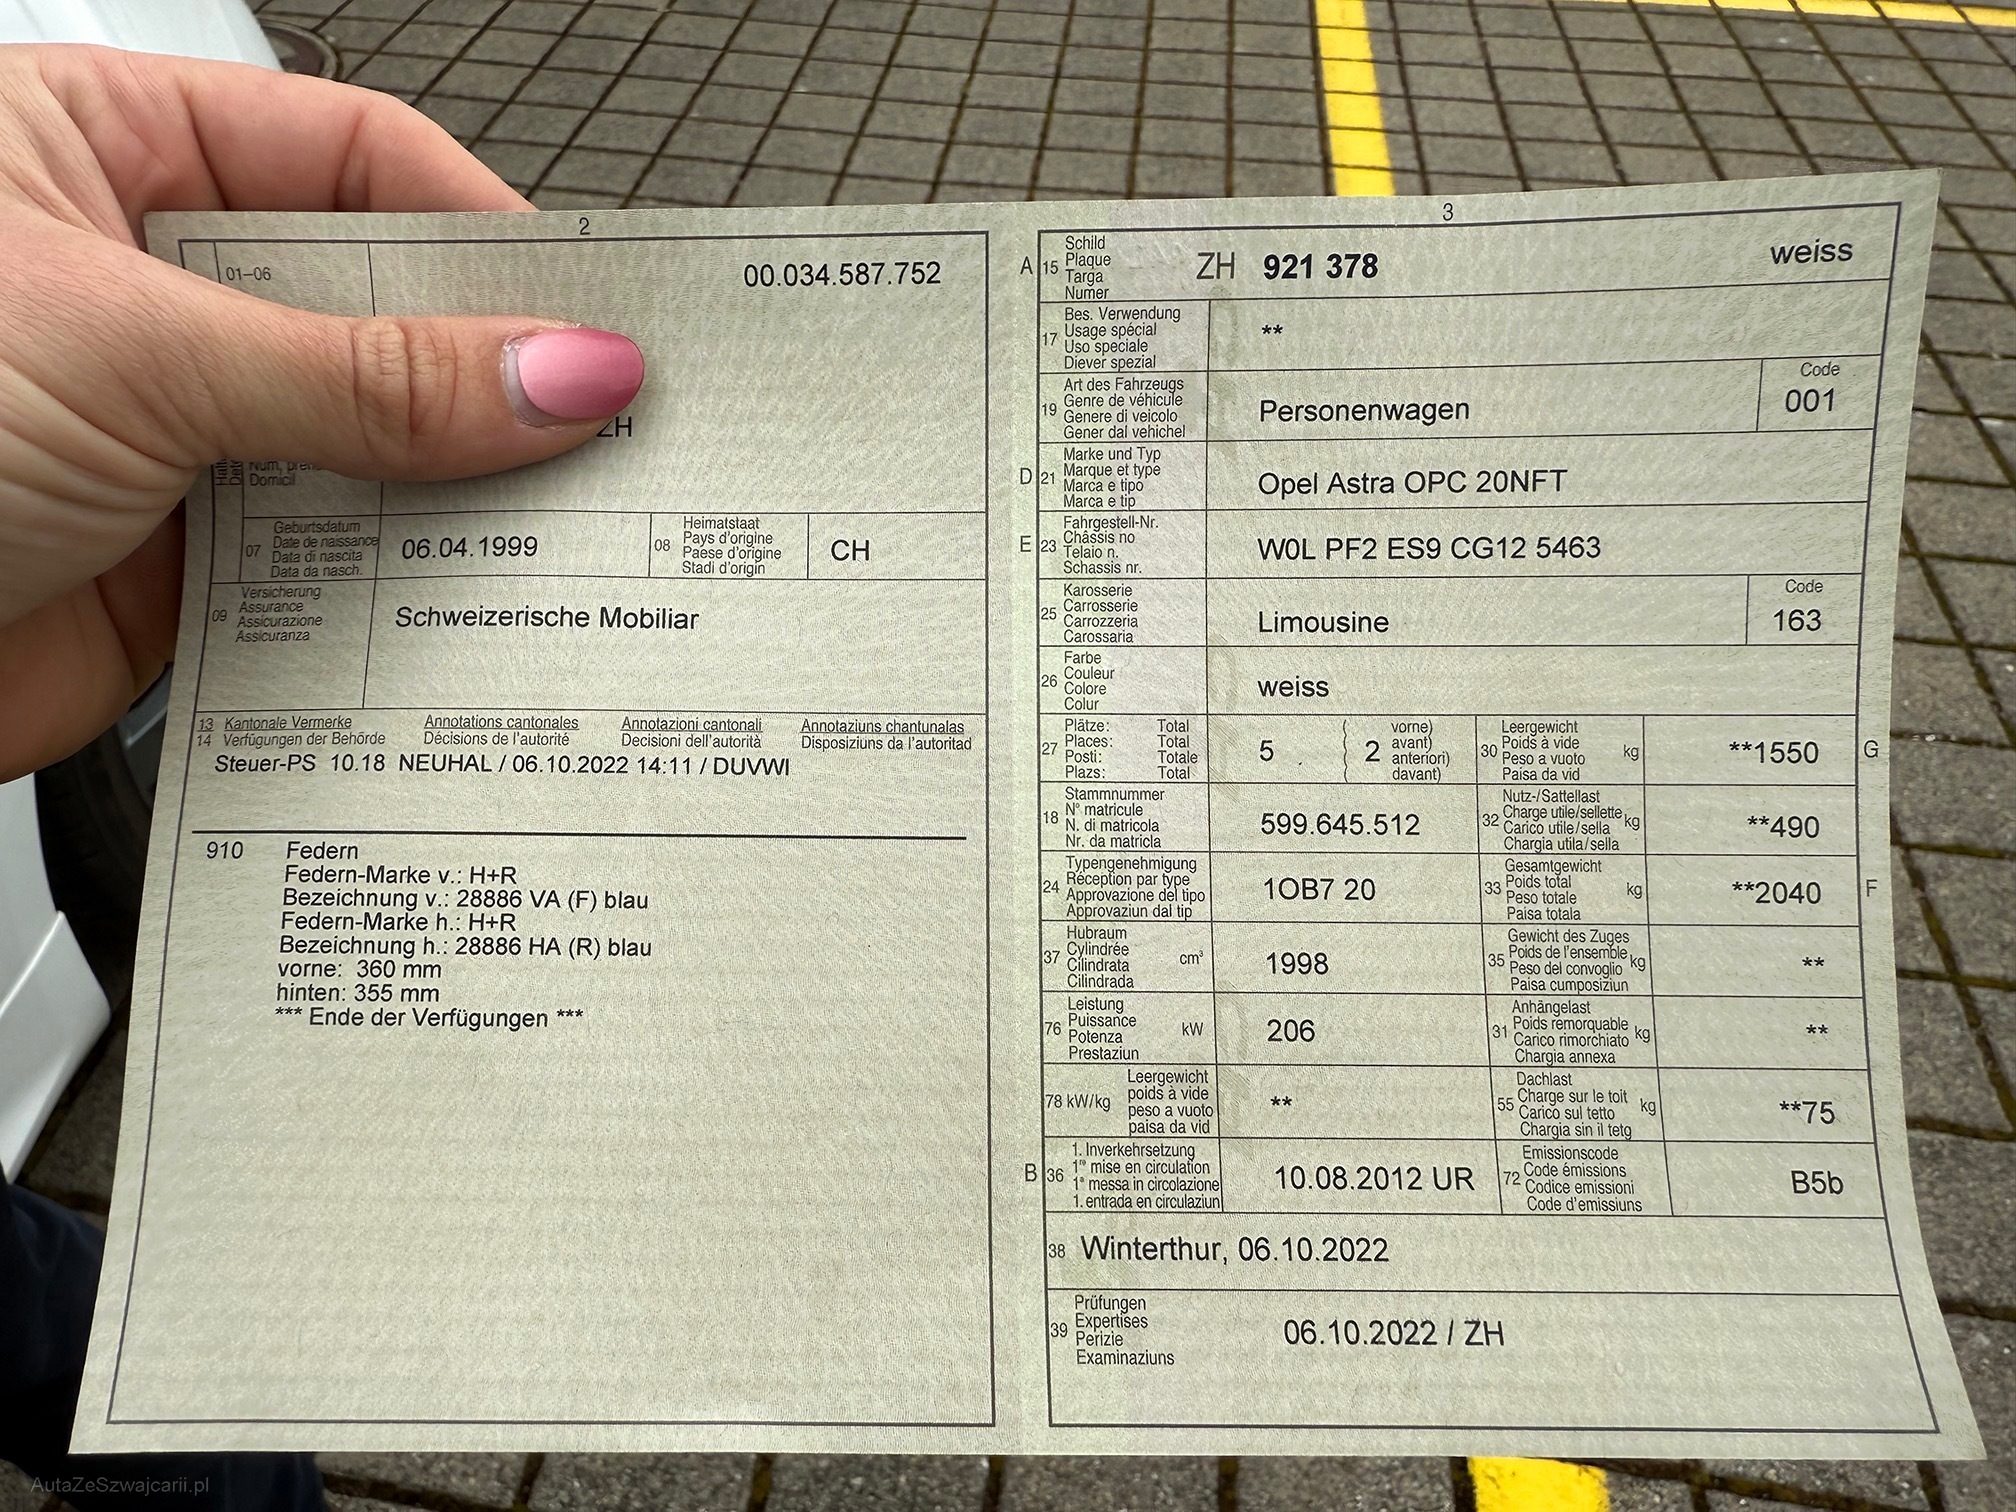 2
01–06
00.034.587.752
ZH
Domicil
07
Geburtsdatum
Date de naissance
Data di nascita
Data da nasch.
06.04.1999
08
Heimatstaat
Pays d'origine
Paese d'origine
Stadi d'origin
CH
09
Versicherung
Assurance
Assicurazione
Assicuranza
Schweizerische Mobiliar
13 Kantonale Vermerke Annotations cantonales Annotazioni cantonali Annotaziuns chantunalas
14 Verfügungen der Behörde Décisions de l'autorité Decisioni dell'autorità Disposiziuns da l'autoritad
Steuer-PS 10.18 NEUHAL / 06.10.2022 14:11 / DUVWI
910 Federn
Federn-Marke v.: H+R
Bezeichnung v.: 28886 VA (F) blau
Federn-Marke h.: H+R
Bezeichnung h.: 28886 HA (R) blau
vorne: 360 mm
hinten: 355 mm
*** Ende der Verfügungen ***
3
A 15
Schild
Plaque
Targa
Numer
ZH 921 378
weiss
17
Bes. Verwendung
Usage spécial
Uso speciale
Diever spezial
**
19
Art des Fahrzeugs
Genre de véhicule
Genere di veicolo
Gener dal vehichel
Personenwagen
Code
001
D 21
Marke und Typ
Marque et type
Marca e tipo
Marca e tip
Opel Astra OPC 20NFT
E 23
Fahrgestell-Nr.
Châssis no
Telaio n.
Schassis nr.
W0L PF2 ES9 CG12 5463
25
Karosserie
Carrosserie
Carrozzeria
Carossaria
Limousine
Code
163
26
Farbe
Couleur
Colore
Colur
weiss
27
Plätze: Total
Places: Total
Posti: Totale
Plazs: Total
5
2
vorne)
avant)
anteriori)
davant)
30
Leergewicht
Poids à vide
Peso a vuoto
Paisa da vid
kg
**1550
G
18
Stammnummer
N° matricule
N. di matricola
Nr. da matricla
599.645.512
32
Nutz-/Sattellast
Charge utile/sellette
Carico utile/sella
Chargia utila/sella
kg
**490
24
Typengenehmigung
Réception par type
Approvazione del tipo
Approvaziun dal tip
1OB7 20
33
Gesamtgewicht
Poids total
Peso totale
Paisa totala
kg
**2040
F
37
Hubraum
Cylindrée
Cilindrata
Cilindrada
cm³
1998
35
Gewicht des Zuges
Poids de l'ensemble
Peso del convoglio
Paisa cumposiziun
kg
**
76
Leistung
Puissance
Potenza
Prestaziun
kW
206
31
Anhängelast
Poids remorquable
Carico rimorchiato
Chargia annexa
kg
**
78 kW/kg
Leergewicht
poids à vide
peso a vuoto
paisa da vid
**
55
Dachlast
Charge sur le toit
Carico sul tetto
Chargia sin il tetg
kg
**75
B 36
1. Inverkehrsetzung
1re mise en circulation
1a messa in circolazione
1. entrada en circulaziun
10.08.2012 UR
72
Emissionscode
Code émissions
Codice emissioni
Code d'emissiuns
B5b
38 Winterthur, 06.10.2022
39
Prüfungen
Expertises
Perizie
Examinaziuns
06.10.2022 / ZH
AutaZeSzwajcarii.pl